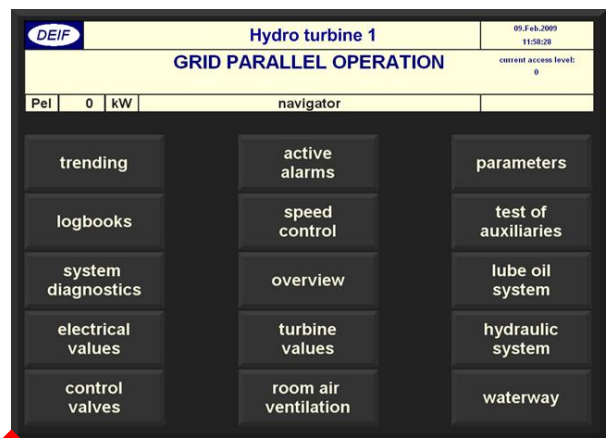 DEIF
Hydro turbine 1
09.Feb.2009
11:58:28
GRID PARALLEL OPERATION
current access level:
0
Pel 0 kW navigator
trending
active
alarms
parameters
logbooks
speed
control
test of
auxiliaries
system
diagnostics
overview
lube oil
system
electrical
values
turbine
values
hydraulic
system
control
valves
room air
ventilation
waterway